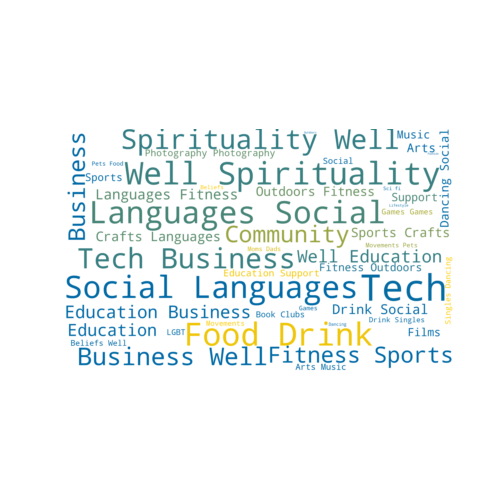 Spirituality Well
Music
Arts
Photography Photography
Business
Dancing Social
Pets Food
Social
Well Spirituality
Sports
Beliefs
Sci fi
Languages Fitness
Outdoors Fitness
Support
Lifestyle
Languages Social
Games Games
Crafts Languages
Community
Sports Crafts
Moms Dads
Movements Pets
Tech Business
Well Education
Education Support
Fitness Outdoors
Singles Dancing
Social Languages
Tech
Education Business
Book Clubs
Games
Drink Social
Drink Singles
Education
LGBT
Movements
Food Drink
Dancing
Films
Beliefs Well
Business Well
Fitness Sports
Arts Music